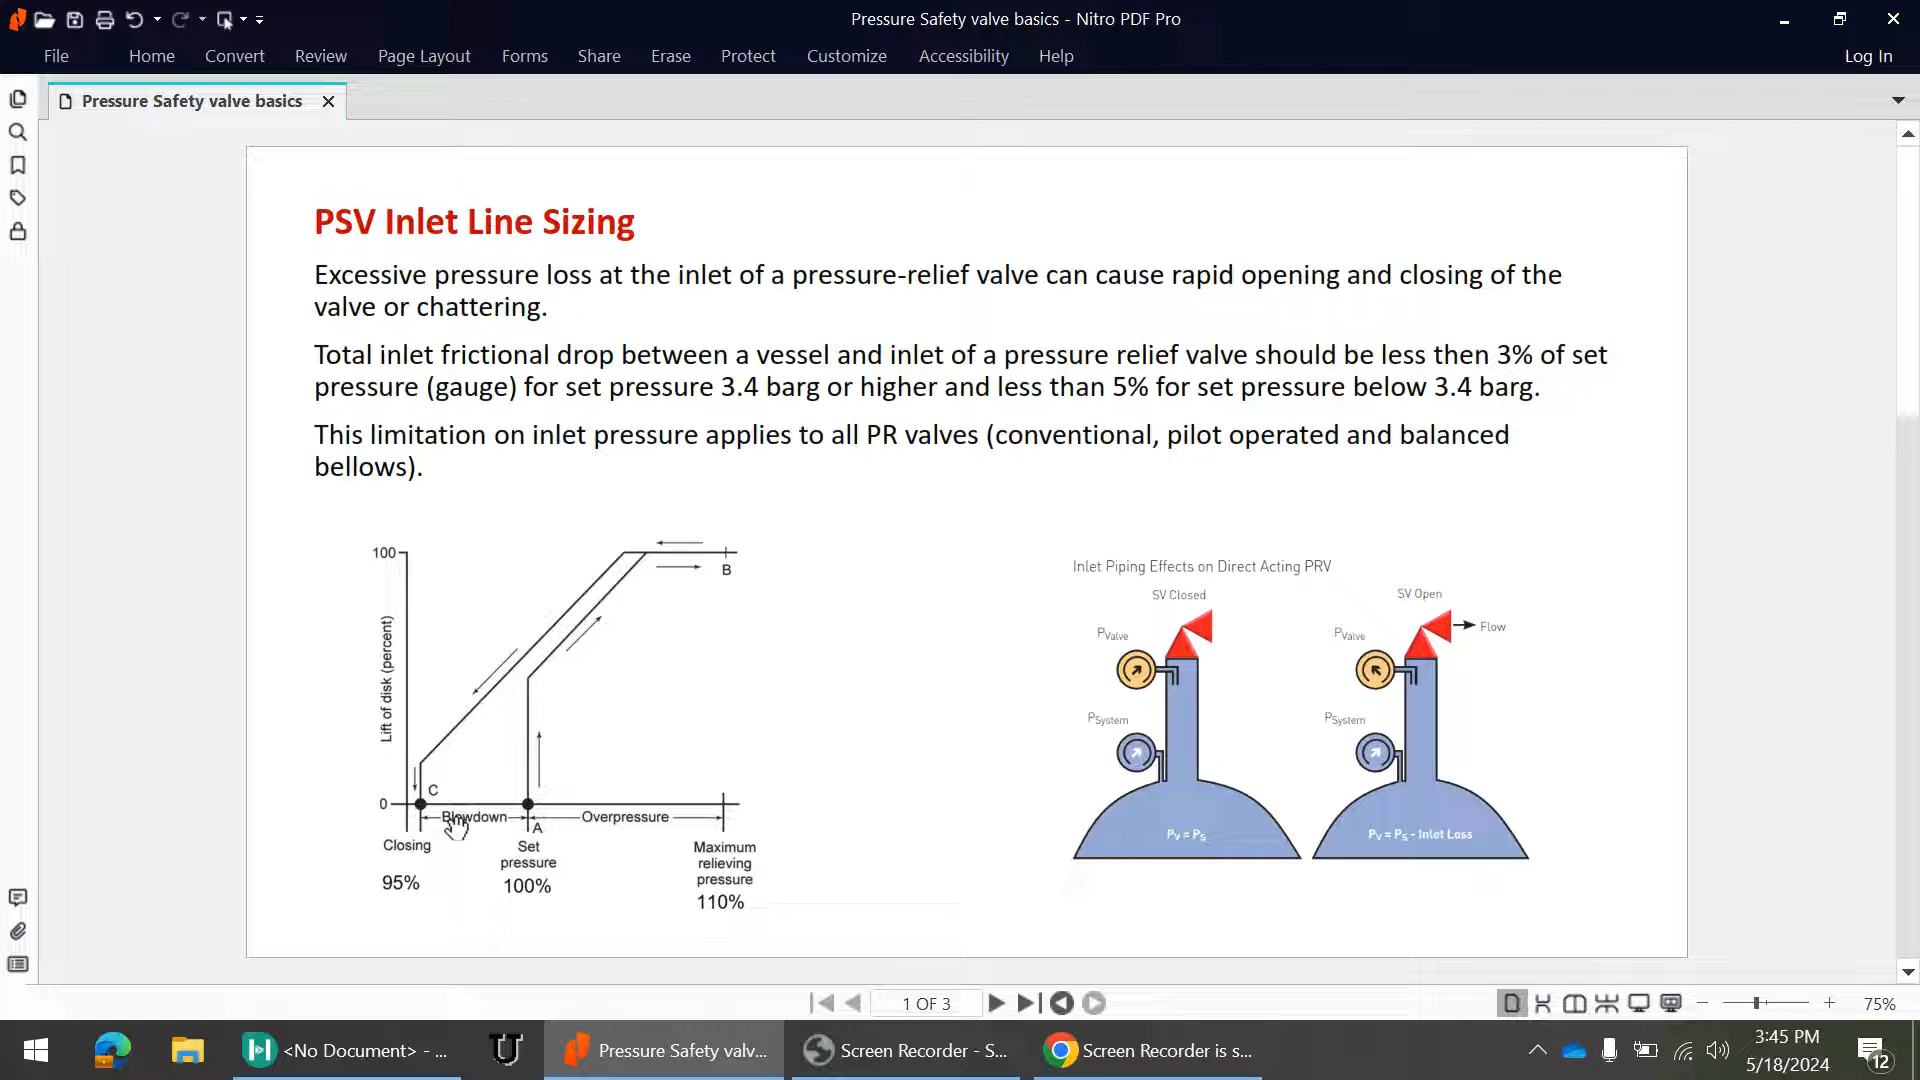 Pressure Safety valve basics - Nitro PDF Pro
File Home Convert Review Page Layout Forms Share Erase Protect Customize Accessibility Help Log In
Pressure Safety valve basics
PSV Inlet Line Sizing
Excessive pressure loss at the inlet of a pressure-relief valve can cause rapid opening and closing of the
valve or chattering.
Total inlet frictional drop between a vessel and inlet of a pressure relief valve should be less then 3% of set
pressure (gauge) for set pressure 3.4 barg or higher and less than 5% for set pressure below 3.4 barg.
This limitation on inlet pressure applies to all PR valves (conventional, pilot operated and balanced
bellows).
100
B
Lift of disk (percent)
C
0
Blowdown
Overpressure
A
Closing
Set
pressure
Maximum
relieving
pressure
95%
100%
110%
Inlet Piping Effects on Direct Acting PRV
SV Closed
SV Open
PValve
PValve
Flow
PSystem
PSystem
PV = PS
PV = PS - Inlet Loss
1 OF 3
75%
<No Document> - ...
Pressure Safety valv...
Screen Recorder - S...
Screen Recorder is s...
3:45 PM
5/18/2024
12